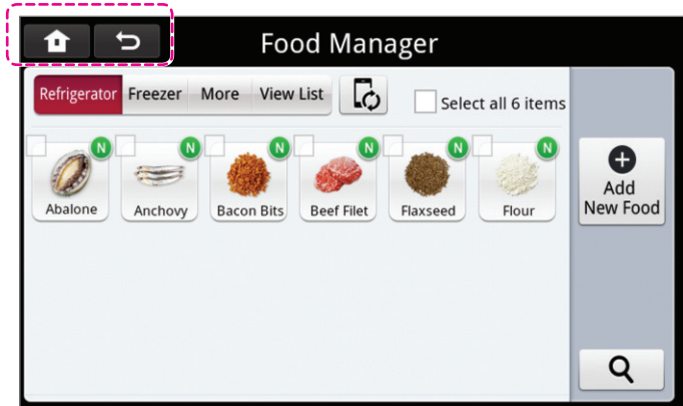 Food Manager
Refrigerator Freezer More View List
Select all 6 items
N N N N N N
Abalone Anchovy Bacon Bits Beef Filet Flaxseed Flour
Add
New Food